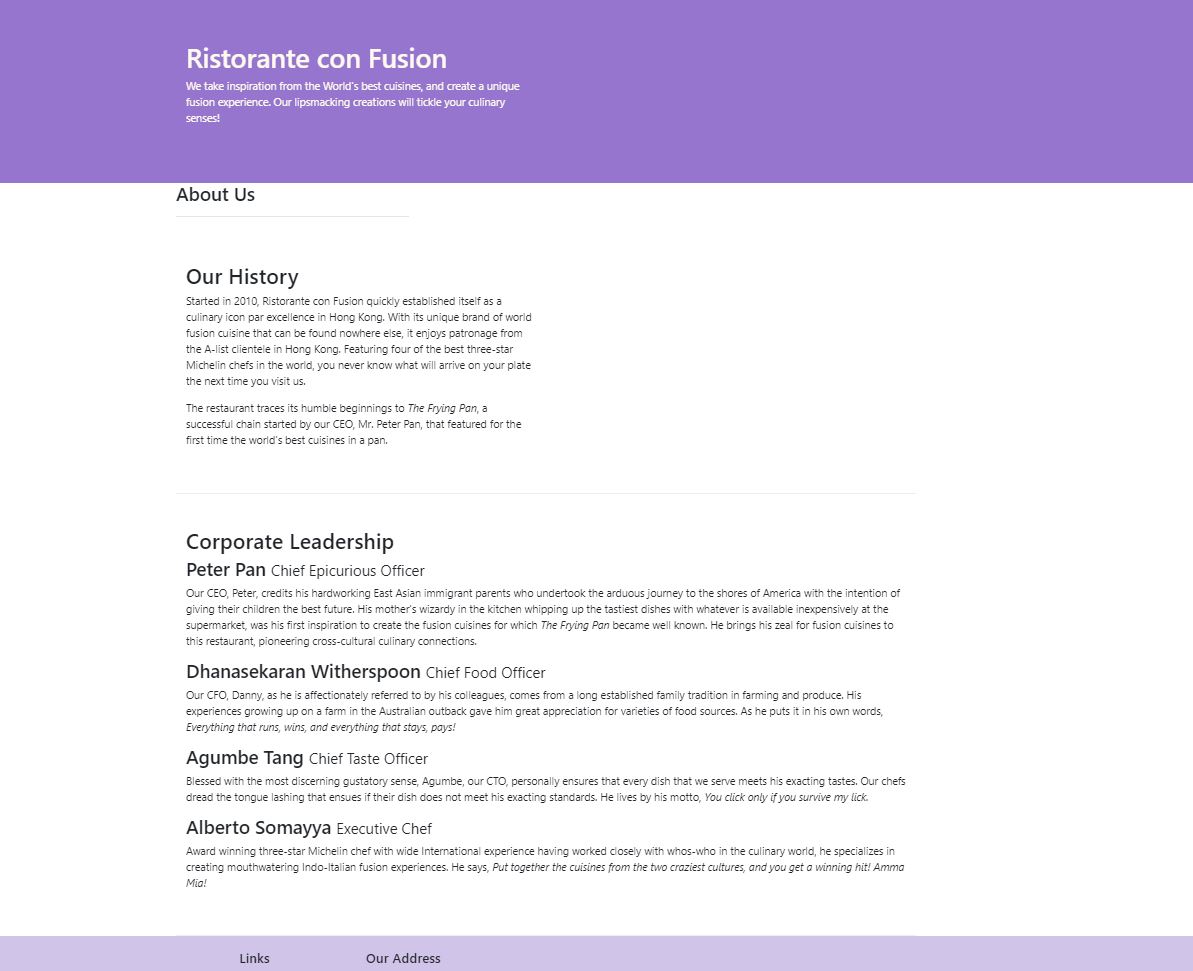 Ristorante con Fusion
We take inspiration from the World's best cuisines, and create a unique
fusion experience. Our lipsmacking creations will tickle your culinary
senses!
About Us
Our History
Started in 2010, Ristorante con Fusion quickly established itself as a
culinary icon par excellence in Hong Kong. With its unique brand of world
fusion cuisine that can be found nowhere else, it enjoys patronage from
the A-list clientele in Hong Kong. Featuring four of the best three-star
Michelin chefs in the world, you never know what will arrive on your plate
the next time you visit us.
The restaurant traces its humble beginnings to The Frying Pan, a
successful chain started by our CEO, Mr. Peter Pan, that featured for the
first time the world's best cuisines in a pan.
Corporate Leadership
Peter Pan Chief Epicurious Officer
Our CEO, Peter, credits his hardworking East Asian immigrant parents who undertook the arduous journey to the shores of America with the intention of
giving their children the best future. His mother's wizardy in the kitchen whipping up the tastiest dishes with whatever is available inexpensively at the
supermarket, was his first inspiration to create the fusion cuisines for which The Frying Pan became well known. He brings his zeal for fusion cuisines to
this restaurant, pioneering cross-cultural culinary connections.
Dhanasekaran Witherspoon Chief Food Officer
Our CFO, Danny, as he is affectionately referred to by his colleagues, comes from a long established family tradition in farming and produce. His
experiences growing up on a farm in the Australian outback gave him great appreciation for varieties of food sources. As he puts it in his own words,
Everything that runs, wins, and everything that stays, pays!
Agumbe Tang Chief Taste Officer
Blessed with the most discerning gustatory sense, Agumbe, our CTO, personally ensures that every dish that we serve meets his exacting tastes. Our chefs
dread the tongue lashing that ensues if their dish does not meet his exacting standards. He lives by his motto, You click only if you survive my lick.
Alberto Somayya Executive Chef
Award winning three-star Michelin chef with wide International experience having worked closely with whos-who in the culinary world, he specializes in
creating mouthwatering Indo-Italian fusion experiences. He says, Put together the cuisines from the two craziest cultures, and you get a winning hit! Amma
Mia!
Links Our Address